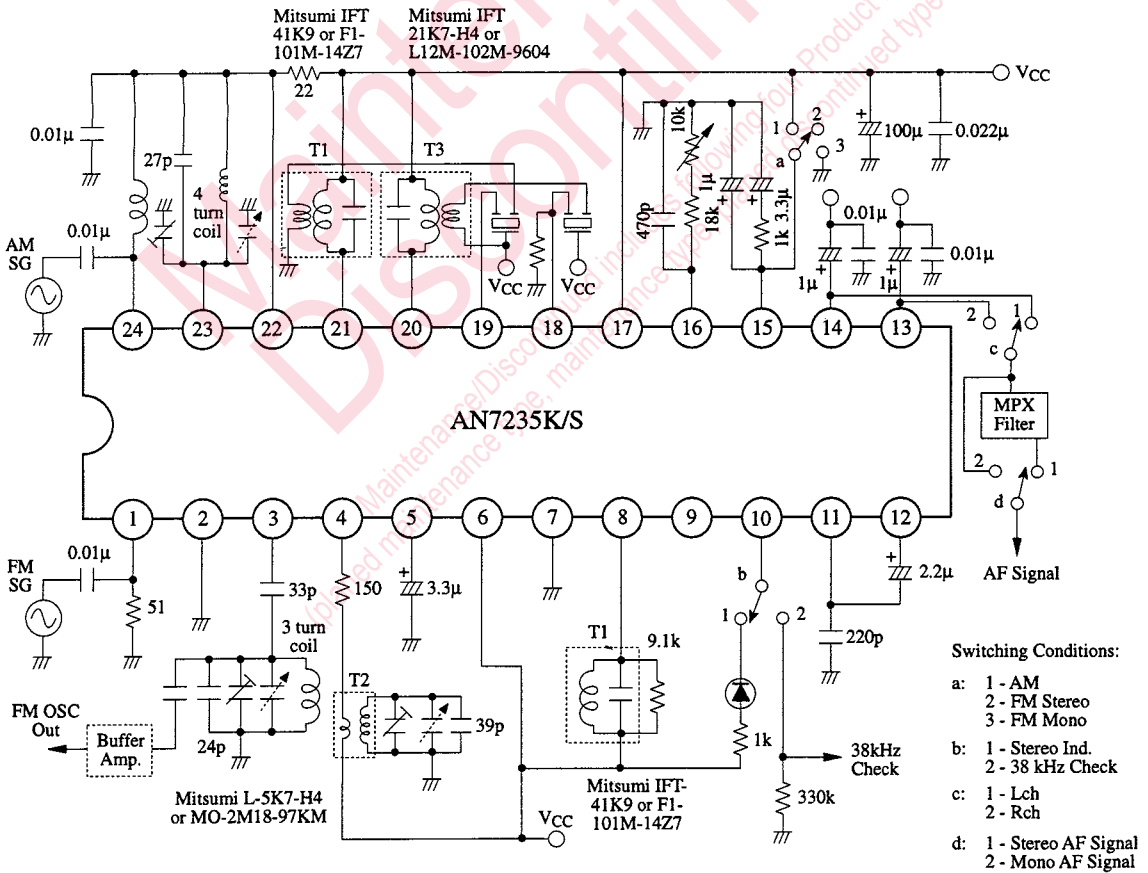 Mitsumi IFT
41K9 or F1-
101M-14Z7
Mitsumi IFT
21K7-H4 or
L12M-102M-9604
VCC
22
0.01µ
27p
4
turn
coil
T1
T3
10k
1µ
470p
18k
1k 3.3µ
1
2
3
a
100µ
0.022µ
AM
SG
0.01µ
VCC
VCC
0.01µ
0.01µ
1µ
1µ
24
23
22
21
20
19
18
17
16
15
14
13
2
1
c
AN7235K/S
MPX
Filter
2
1
d
AF Signal
1
2
3
4
5
6
7
8
9
10
11
12
FM
SG
0.01µ
51
33p
150
3.3µ
b
1
2
2.2µ
220p
3 turn
coil
T1
9.1k
T2
FM OSC
Out
Buffer
Amp.
24p
39p
1k
38kHz
Check
330k
Mitsumi L-5K7-H4
or MO-2M18-97KM
VCC
Mitsumi IFT-
41K9 or F1-
101M-14Z7
Switching Conditions:
a: 1 - AM
2 - FM Stereo
3 - FM Mono
b: 1 - Stereo Ind.
2 - 38 kHz Check
c: 1 - Lch
2 - Rch
d: 1 - Stereo AF Signal
2 - Mono AF Signal